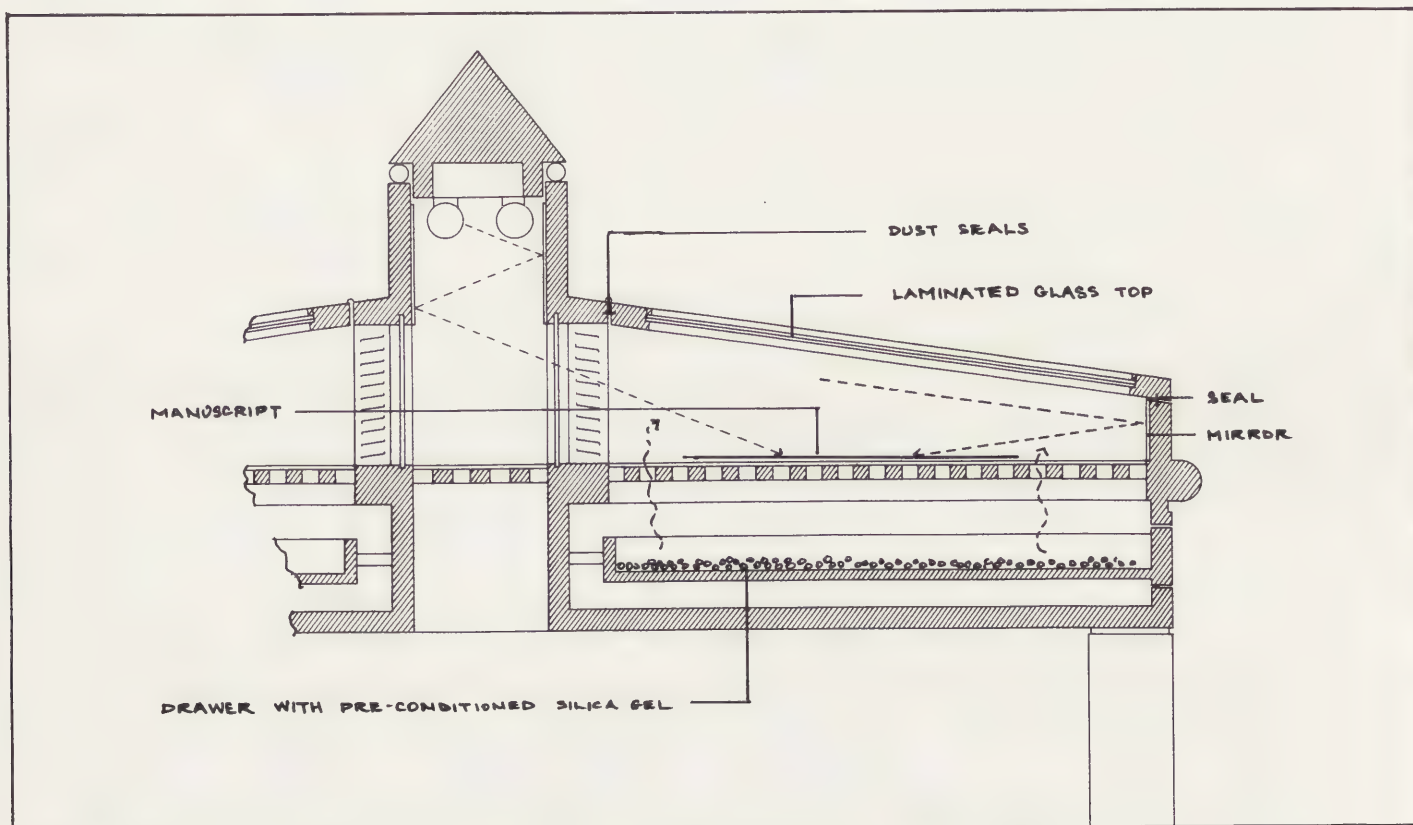 DUST SEALS
LAMINATED GLASS TOP
MANUSCRIPT
SEAL
MIRROR
DRAWER WITH PRE-CONDITIONED SILICA GEL